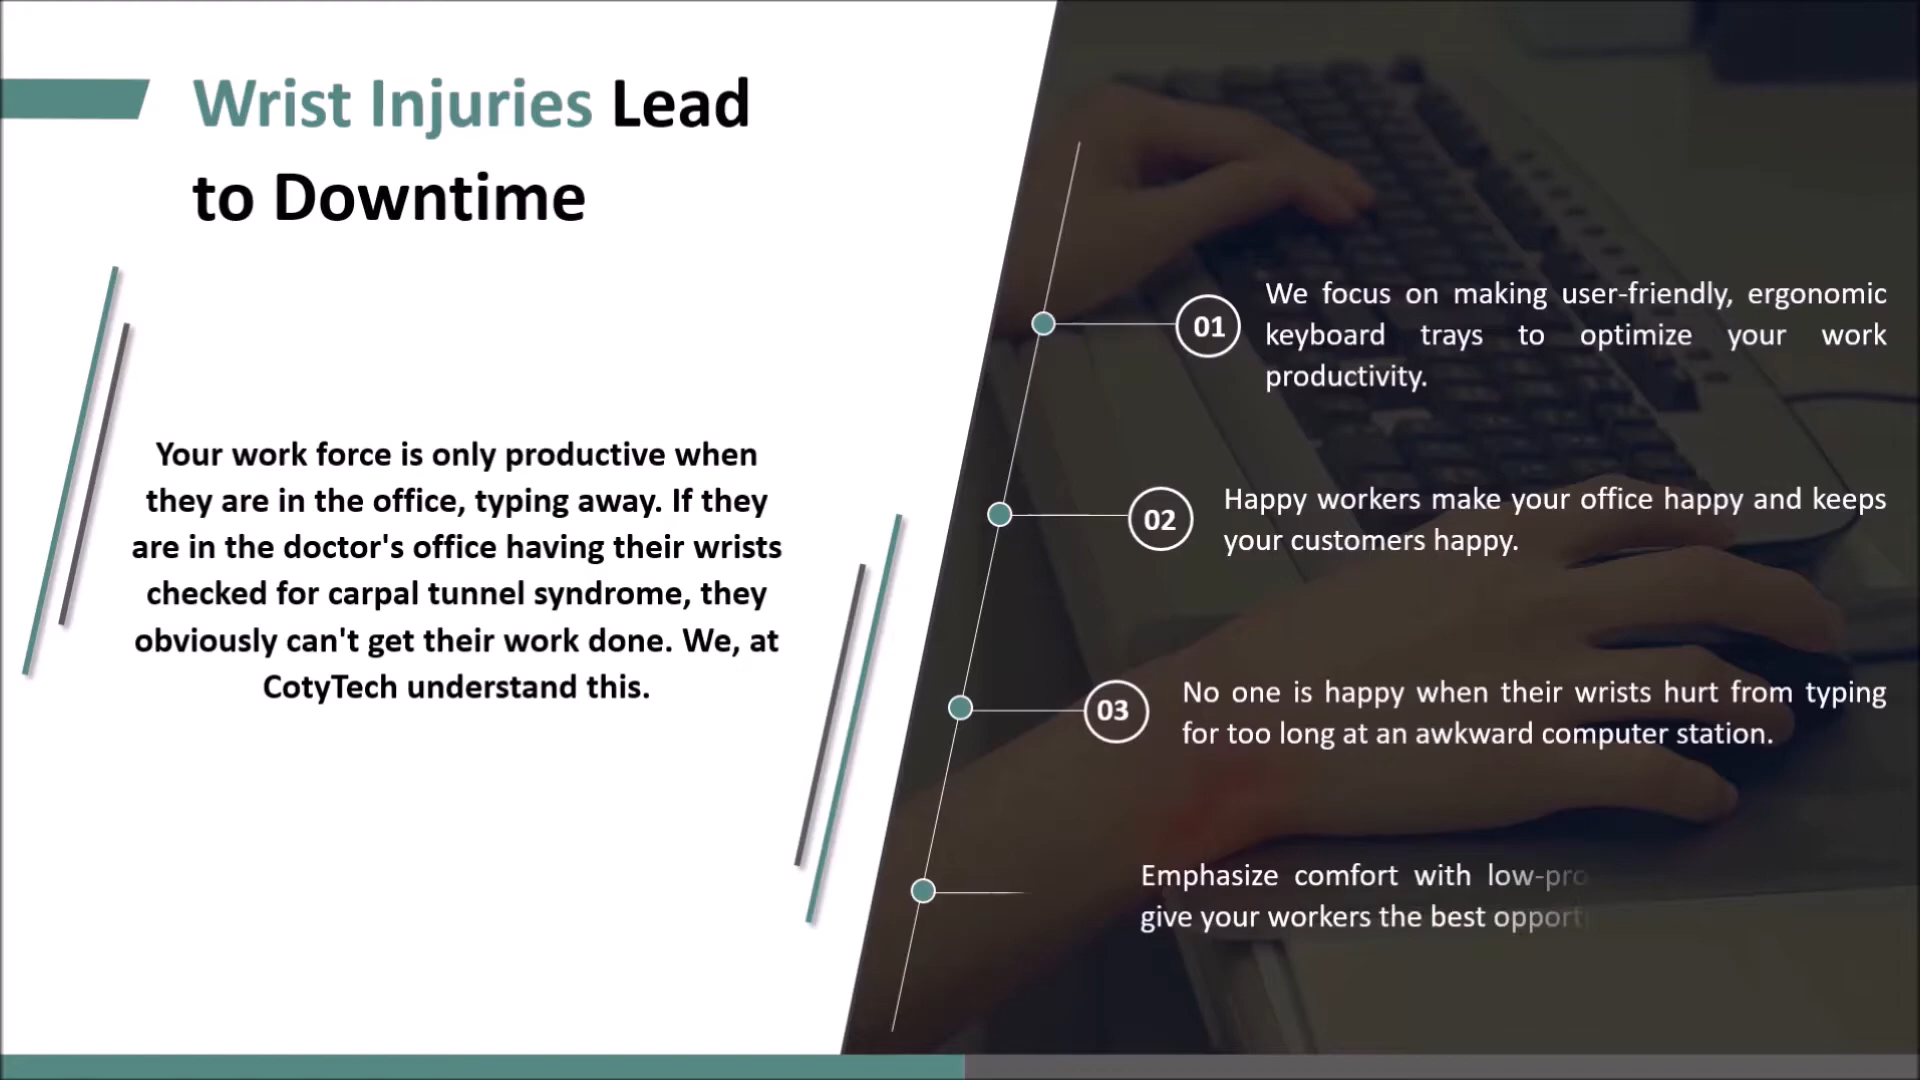 Wrist Injuries Lead
to Downtime
Your work force is only productive when
they are in the office, typing away. If they
are in the doctor's office having their wrists
checked for carpal tunnel syndrome, they
obviously can't get their work done. We, at
CotyTech understand this.
01
We focus on making user-friendly, ergonomic
keyboard trays to optimize your work
productivity.
02
Happy workers make your office happy and keeps
your customers happy.
03
No one is happy when their wrists hurt from typing
for too long at an awkward computer station.
Emphasize comfort with low-pro
give your workers the best opport